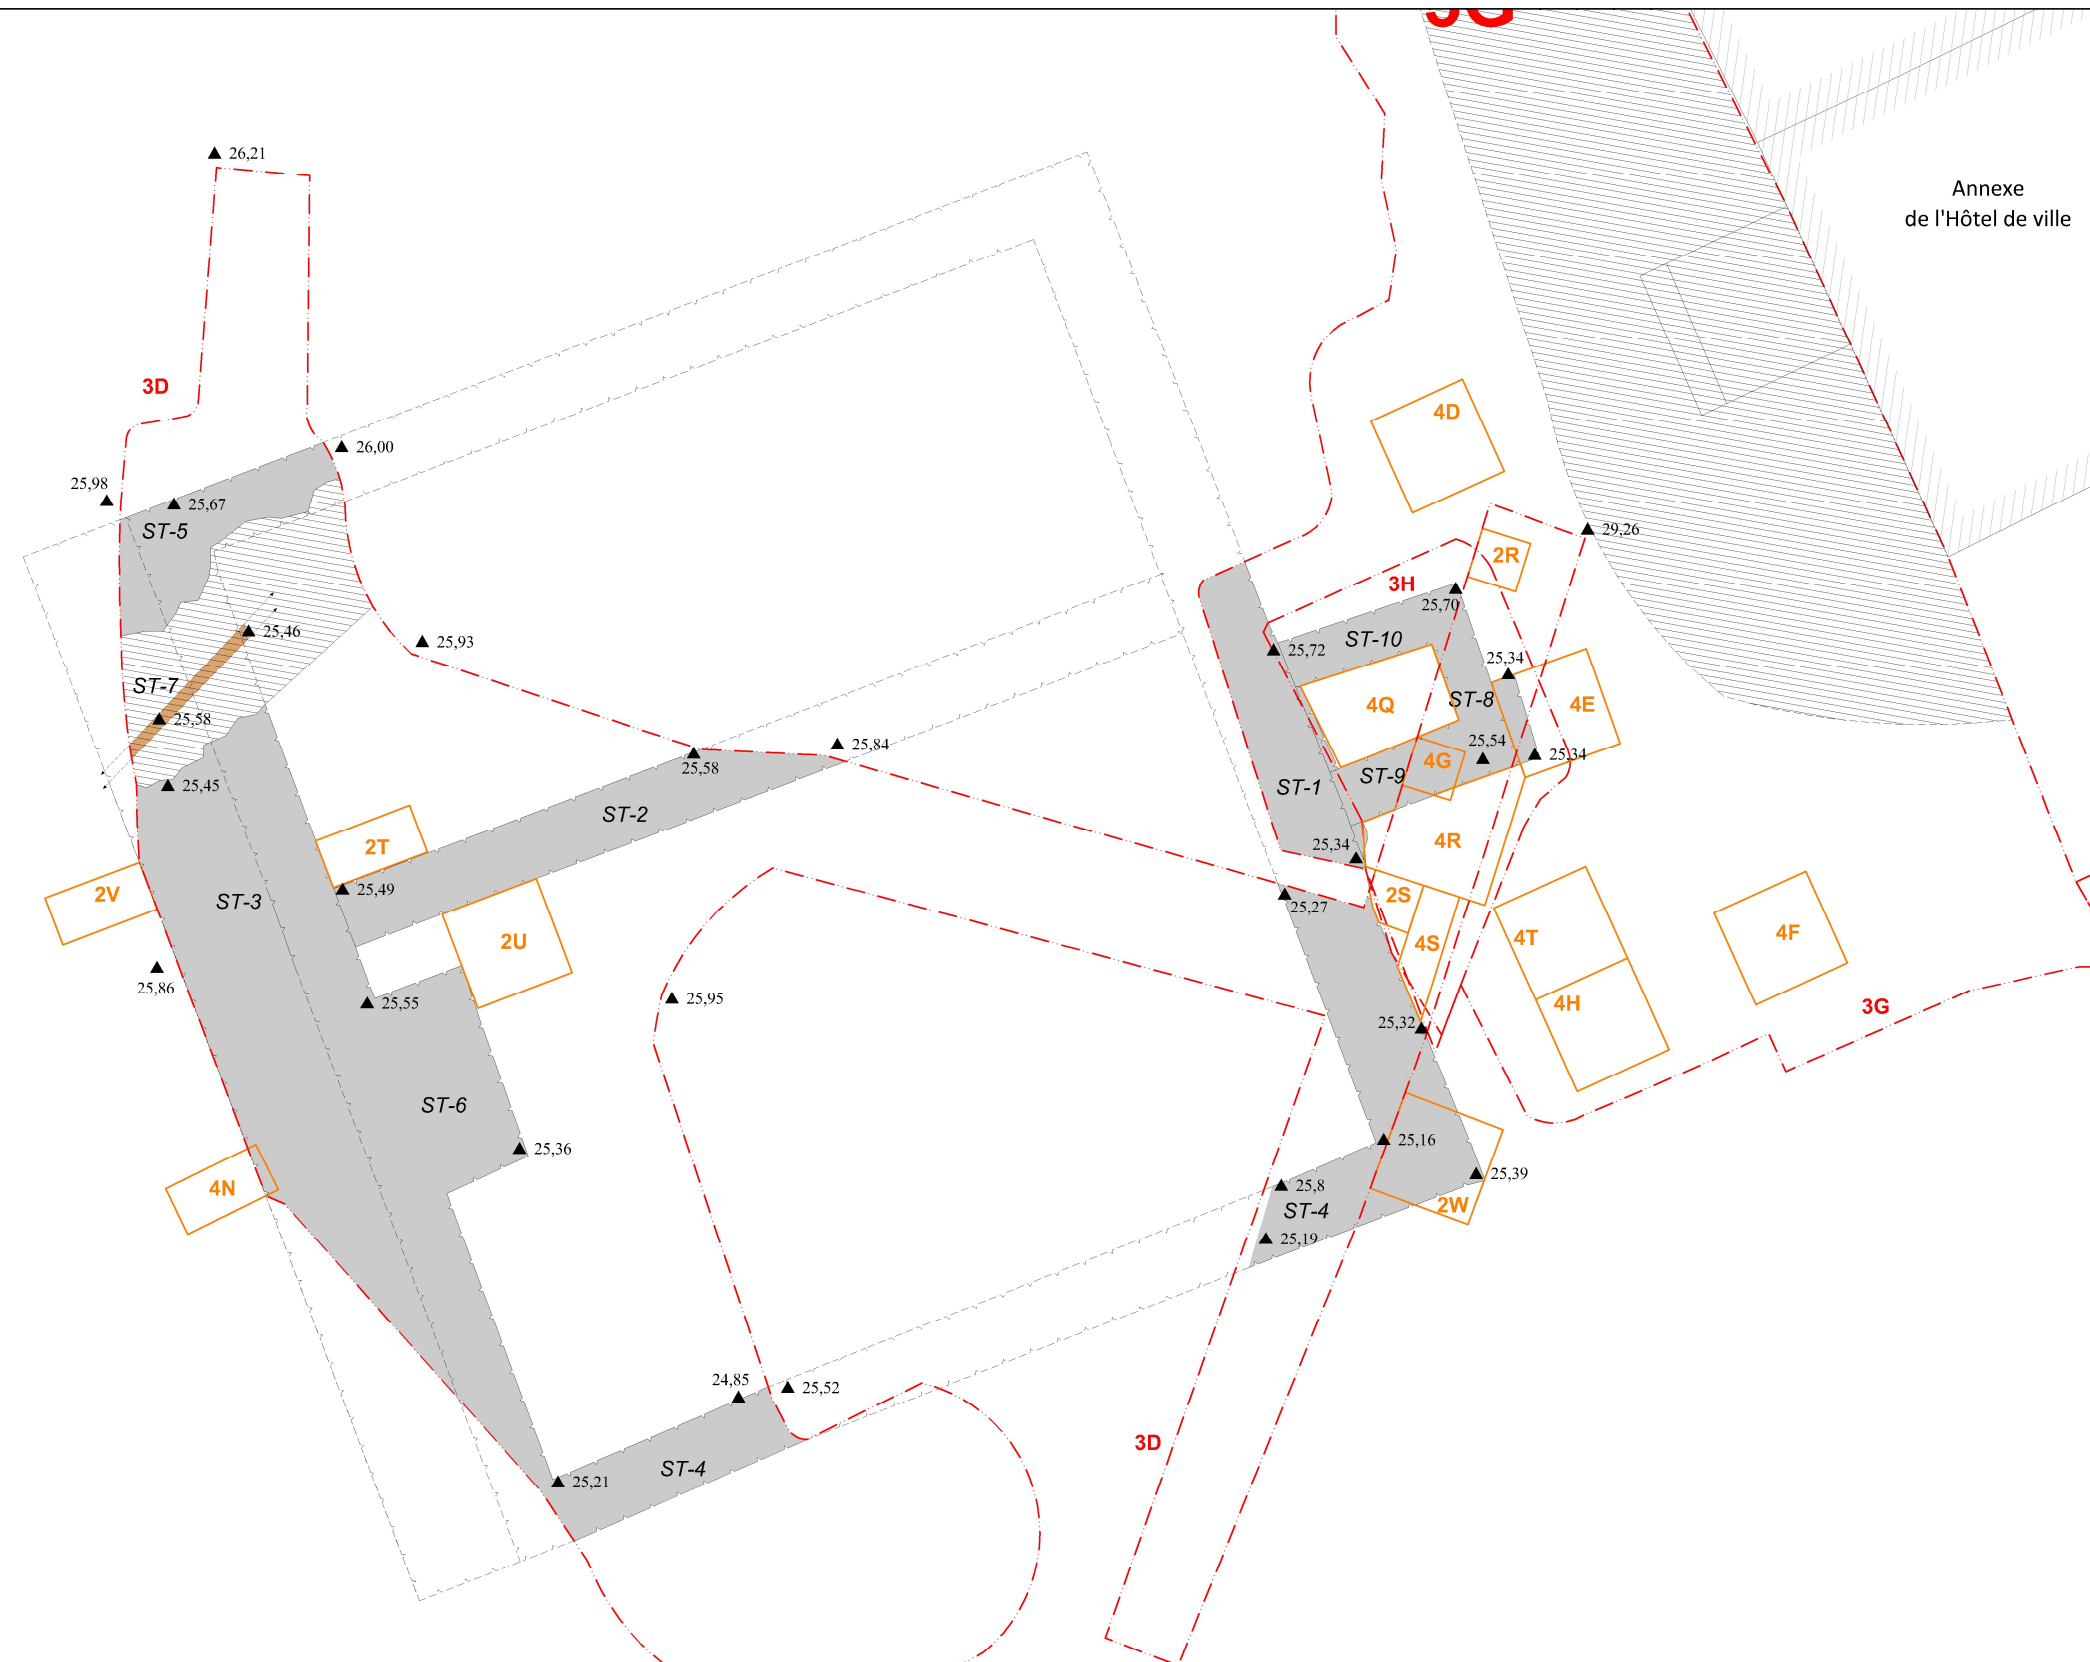 3G
Annexe
de l'Hôtel de ville
26,21
3D
26,00
25,98
25,67
ST-5
4D
29,26
2R
3H
25,70
25,46
25,93
ST-10
25,72
25,34
ST-7
ST-8
4E
4Q
25,58
25,84
25,54
25,34
25,58
4G
ST-9
25,45
ST-1
ST-2
2T
4R
25,34
25,49
2V
2S
ST-3
25,27
4F
2U
4T
4S
25,86
25,95
25,55
4H
3G
25,32
ST-6
25,36
25,16
25,39
4N
25,8
2W
ST-4
25,19
24,85
25,52
3D
ST-4
25,21